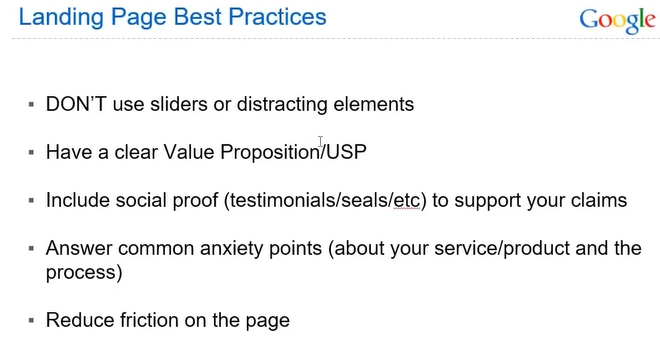 Landing Page Best Practices
Google
▪ DON'T use sliders or distracting elements
▪ Have a clear Value Proposition/USP
▪ Include social proof (testimonials/seals/etc) to support your claims
▪ Answer common anxiety points (about your service/product and the
process)
▪ Reduce friction on the page